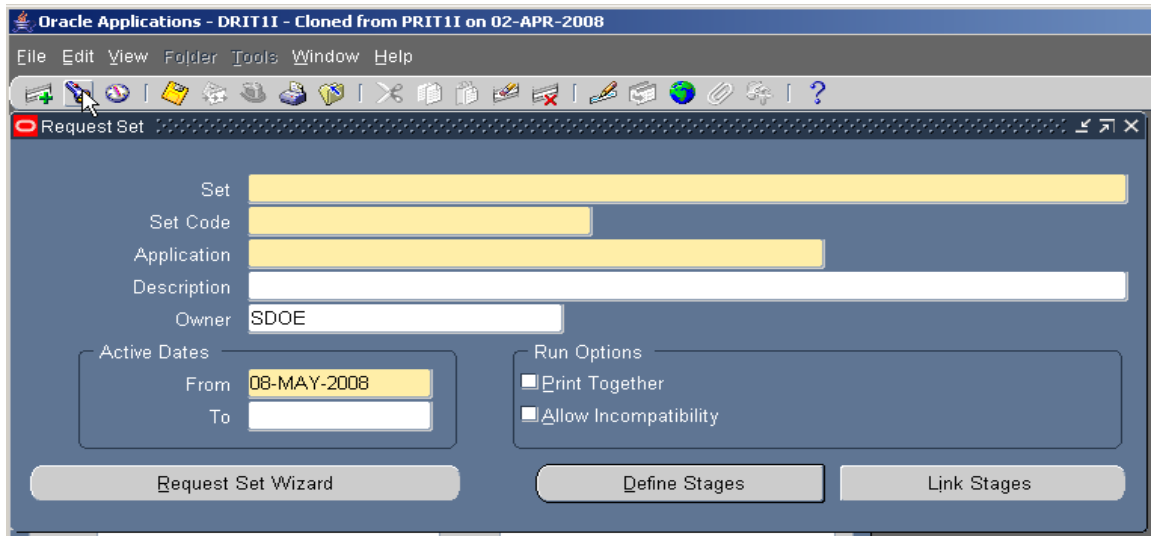 Oracle Applications - DRIT1I - Cloned from PRIT1I on 02-APR-2008
File Edit View Folder Tools Window Help
Request Set
Set
Set Code
Application
Description
Owner SDOE
Active Dates Run Options
From 08-MAY-2008 Print Together
To Allow Incompatibility
Request Set Wizard Define Stages Link Stages